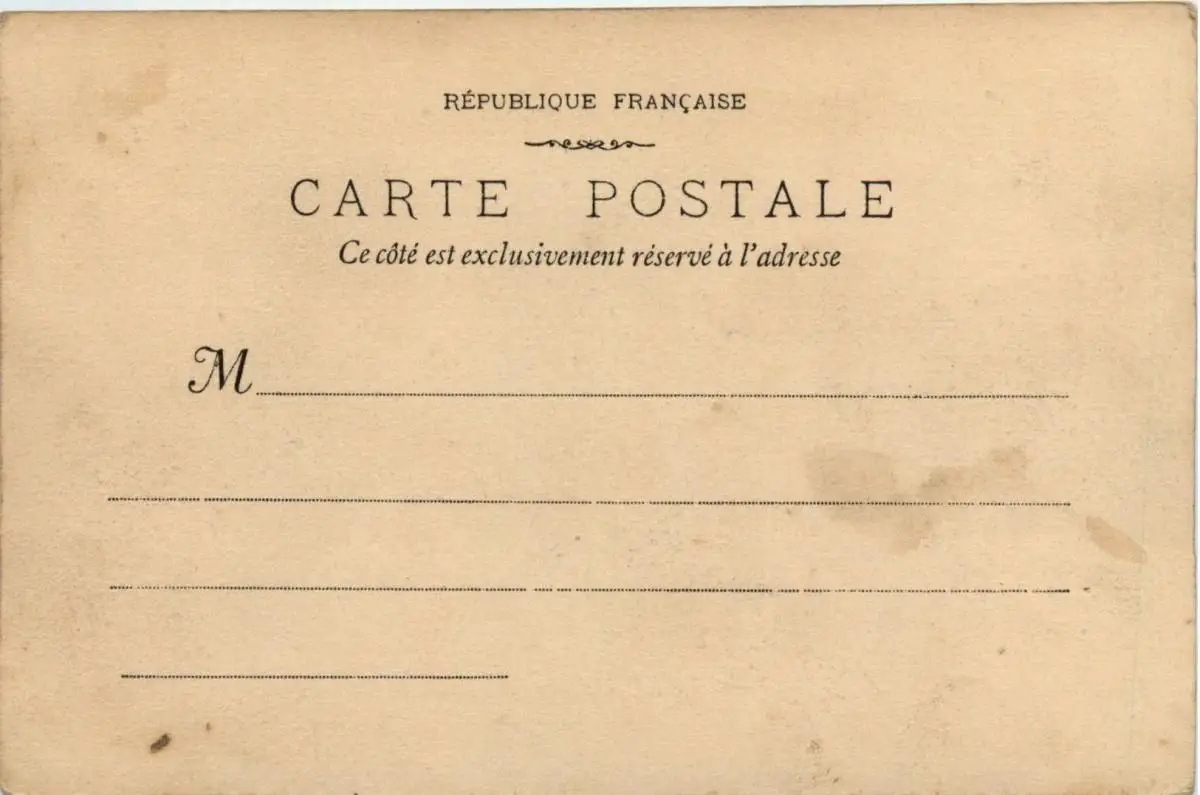 RÉPUBLIQUE FRANÇAISE
CARTE POSTALE
Ce côté est exclusivement réservé à l'adresse
M